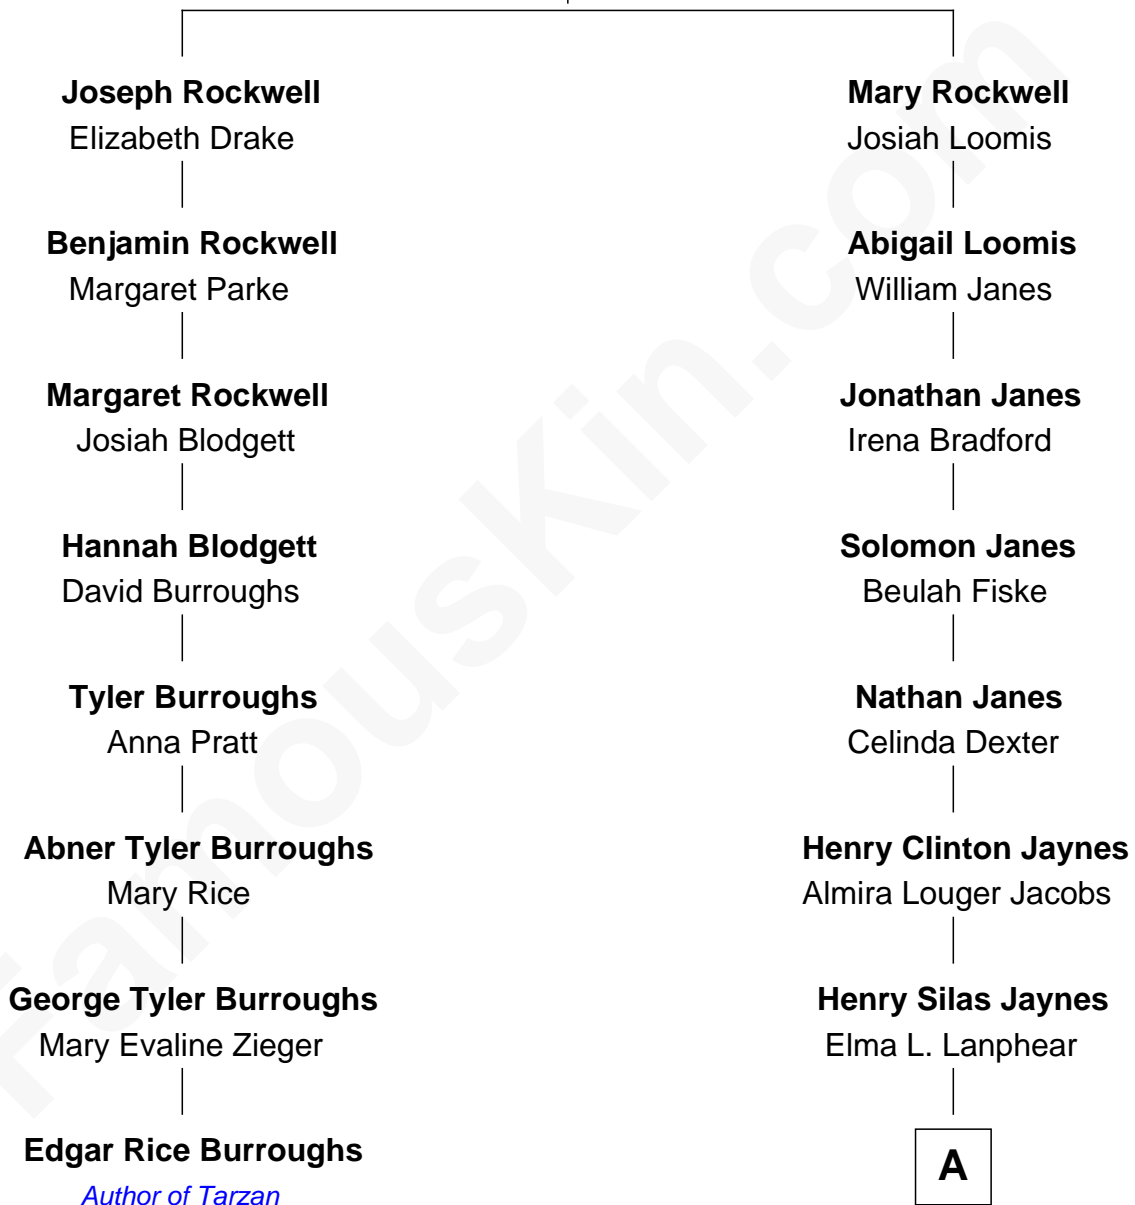 Joseph Rockwell
Elizabeth Drake
Benjamin Rockwell
Margaret Parke
Margaret Rockwell
Josiah Blodgett
Hannah Blodgett
David Burroughs
Tyler Burroughs
Anna Pratt
Abner Tyler Burroughs
Mary Rice
George Tyler Burroughs
Mary Evaline Zieger
Edgar Rice Burroughs
Author of Tarzan
Mary Rockwell
Josiah Loomis
Abigail Loomis
William Janes
Jonathan Janes
Irena Bradford
Solomon Janes
Beulah Fiske
Nathan Janes
Celinda Dexter
Henry Clinton Jaynes
Almira Louger Jacobs
Henry Silas Jaynes
Elma L. Lanphear
A
FamousKin.com